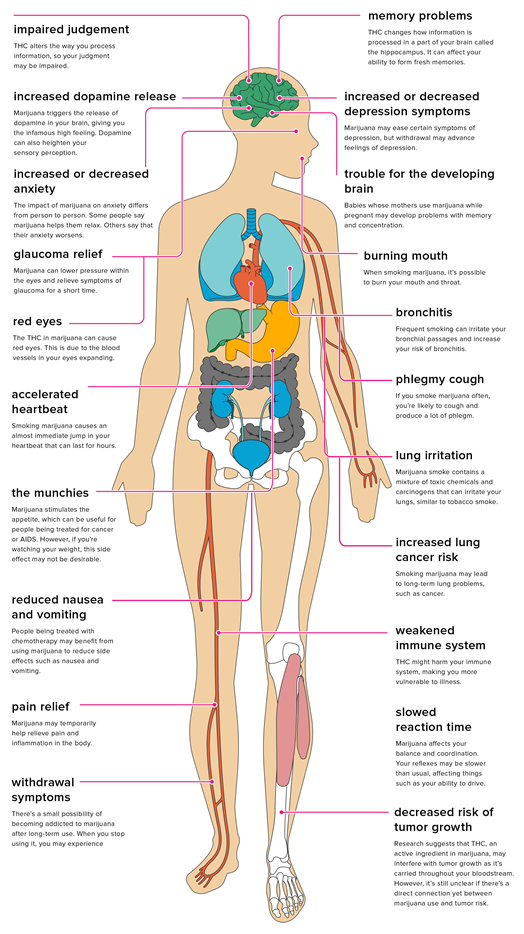 impaired judgement
THC alters the way you process
information, so your judgment
may be impaired.
increased dopamine release
Marijuana triggers the release of
dopamine in your brain, giving you
the infamous high feeling. Dopamine
can also heighten your
sensory perception.
increased or decreased
anxiety
The impact of marijuana on anxiety differs
from person to person. Some people say
marijuana helps them relax. Others say that
their anxiety worsens.
glaucoma relief
Marijuana can lower pressure within
the eyes and relieve symptoms of
glaucoma for a short time.
red eyes
The THC in marijuana can cause
red eyes. This is due to the blood
vessels in your eyes expanding.
accelerated
heartbeat
Smoking marijuana causes an
almost immediate jump in your
heartbeat that can last for hours.
the munchies
Marijuana stimulates the
appetite, which can be useful for
people being treated for cancer
or AIDS. However, if you're
watching your weight, this side
effect may not be desirable.
reduced nausea
and vomiting
People being treated with
chemotherapy may benefit from
using marijuana to reduce side
effects such as nausea and
vomiting.
pain relief
Marijuana may temporarily
help relieve pain and
inflammation in the body.
withdrawal
symptoms
There's a small possibility of
becoming addicted to marijuana
after long-term use. When you stop
using it, you may experience
memory problems
THC changes how information is
processed in a part of your brain called
the hippocampus. It can affect your
ability to form fresh memories.
increased or decreased
depression symptoms
Marijuana may ease certain symptoms of
depression, but withdrawal may advance
feelings of depression.
trouble for the developing
brain
Babies whose mothers use marijuana while
pregnant may develop problems with memory
and concentration.
burning mouth
When smoking marijuana, it's possible
to burn your mouth and throat.
bronchitis
Frequent smoking can irritate your
bronchial passages and increase
your risk of bronchitis.
phlegmy cough
If you smoke marijuana often,
you're likely to cough and
produce a lot of phlegm.
lung irritation
Marijuana smoke contains a
mixture of toxic chemicals and
carcinogens that can irritate your
lungs, similar to tobacco smoke.
increased lung
cancer risk
Smoking marijuana may lead
to long-term lung problems,
such as cancer.
weakened
immune system
THC might harm your immune
system, making you more
vulnerable to illness.
slowed
reaction time
Marijuana affects your
balance and coordination.
Your reflexes may be slower
than usual, affecting things
such as your ability to drive.
decreased risk of
tumor growth
Research suggests that THC, an
active ingredient in marijuana, may
interfere with tumor growth as it's
carried throughout your bloodstream.
However, it's still unclear if there's a
direct connection yet between
marijuana use and tumor risk.